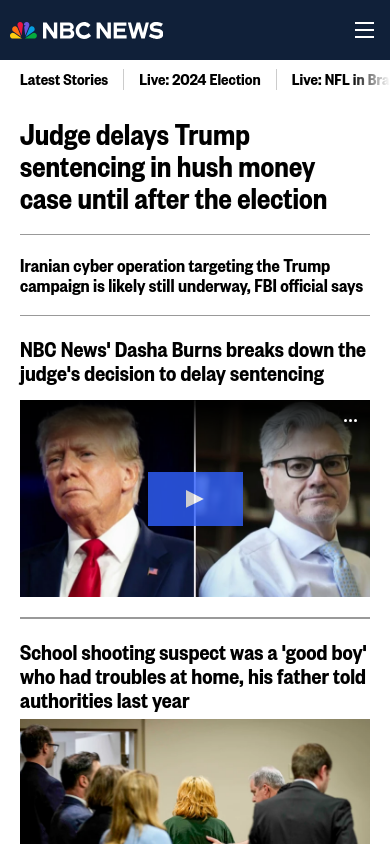 NBC NEWS
Latest Stories
Live: 2024 Election
Live: NFL in
Judge delays Trump
sentencing in hush money
case until after the election
Iranian cyber operation targeting the Trump
campaign is likely still underway, FBI official says
NBC News' Dasha Burns breaks down the
judge's decision to delay sentencing
School shooting suspect was a 'good boy'
who had troubles at home, his father told
authorities last year